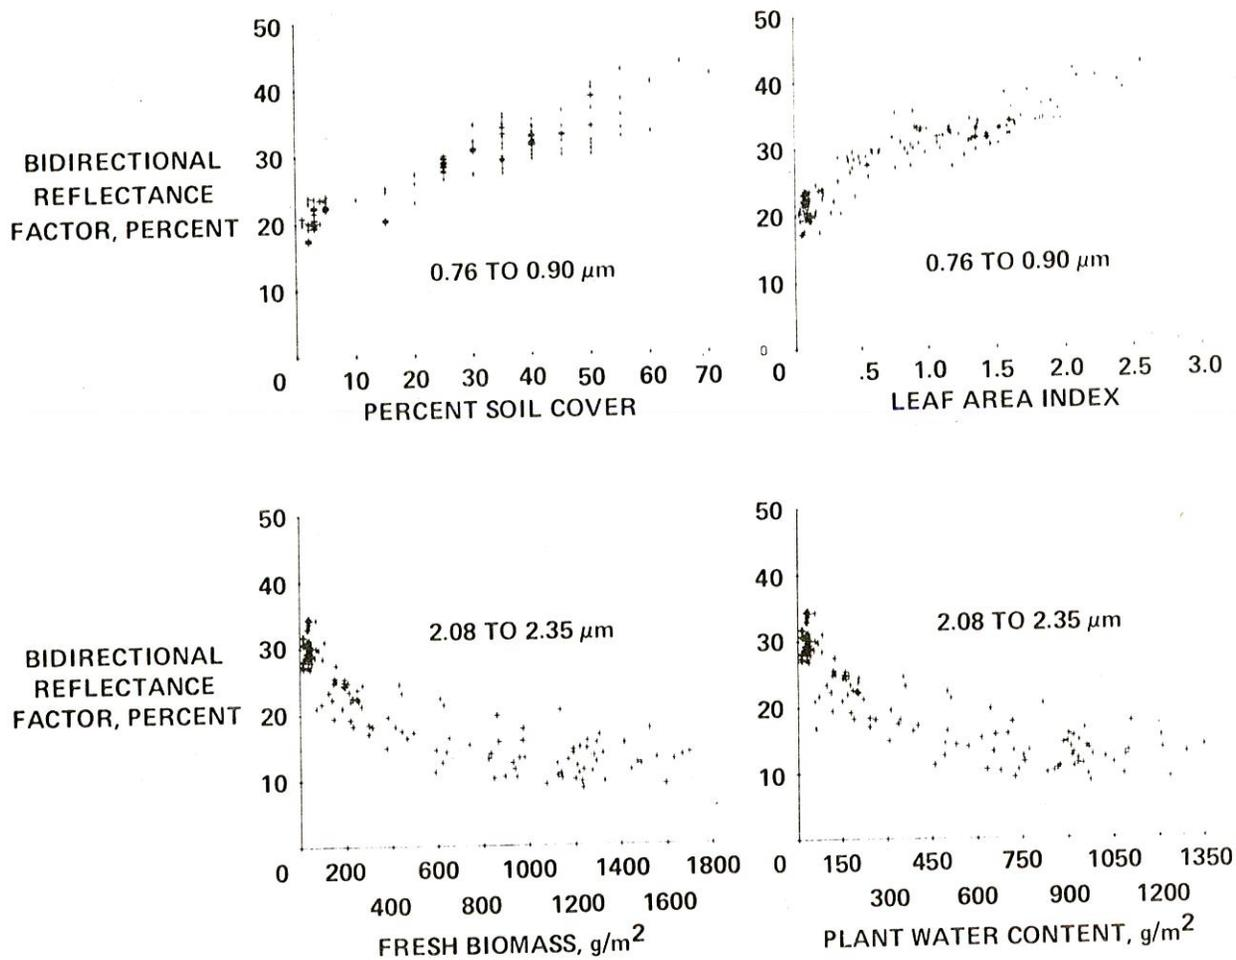 50
40
30
20
10
0
BIDIRECTIONAL
REFLECTANCE
FACTOR, PERCENT
0.76 TO 0.90 μm
10 20 30 40 50 60 70
PERCENT SOIL COVER
50
40
30
20
10
0
0.76 TO 0.90 μm
0 .5 1.0 1.5 2.0 2.5 3.0
LEAF AREA INDEX
50
40
30
20
10
BIDIRECTIONAL
REFLECTANCE
FACTOR, PERCENT
2.08 TO 2.35 μm
0 200 600 1000 1400 1800
400 800 1200 1600
FRESH BIOMASS, g/m²
50
40
30
20
10
2.08 TO 2.35 μm
0 150 450 750 1050 1350
300 600 900 1200
PLANT WATER CONTENT, g/m²